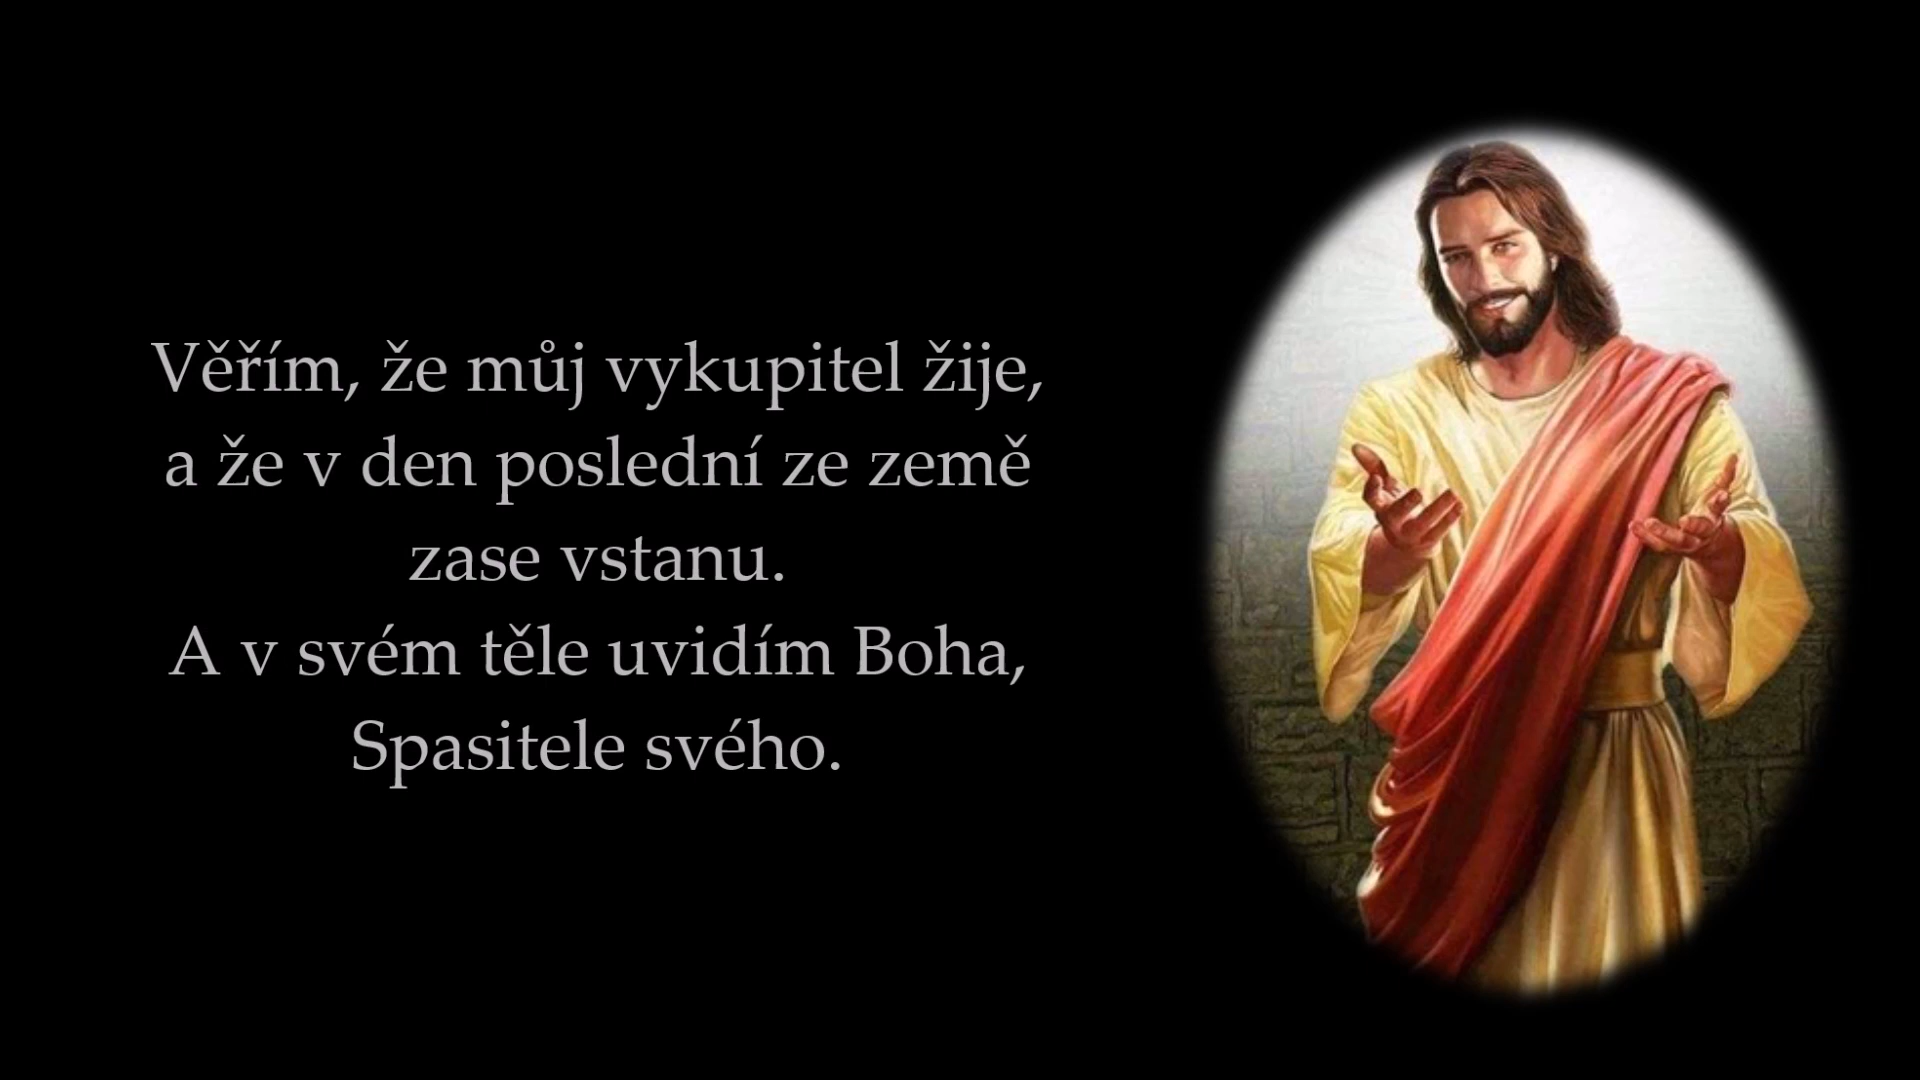 Věřím, že můj vykupitel žije,
a že v den poslední ze země
zase vstanu.
A v svém těle uvidím Boha,
Spasitele svého.